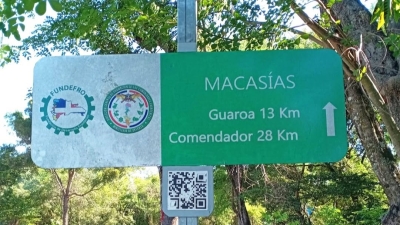 FUNDEFRO
MACASÍAS
Guaroa 13 Km
Comendador 28 Km